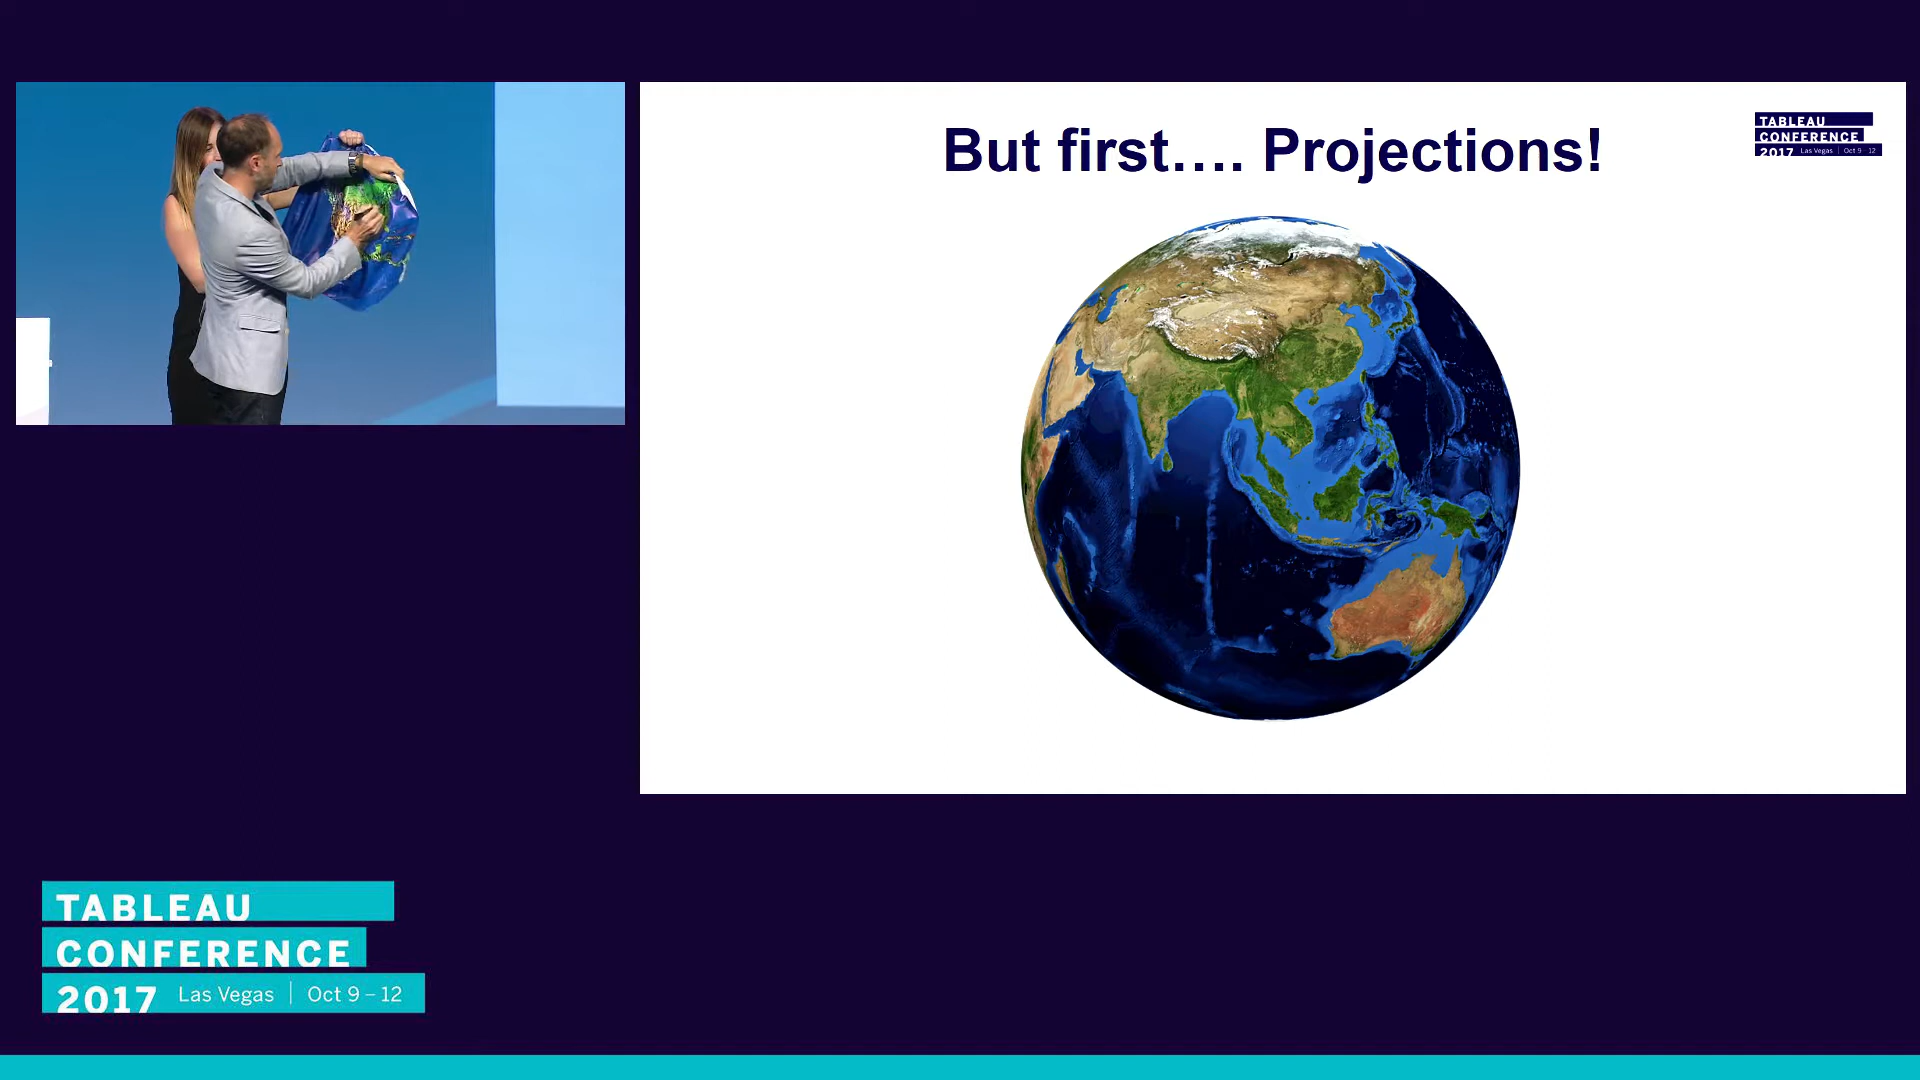 But first…. Projections!
TABLEAU
CONFERENCE
2017 Las Vegas | Oct 9 - 12
TABLEAU
CONFERENCE
2017 Las Vegas | Oct 9 – 12